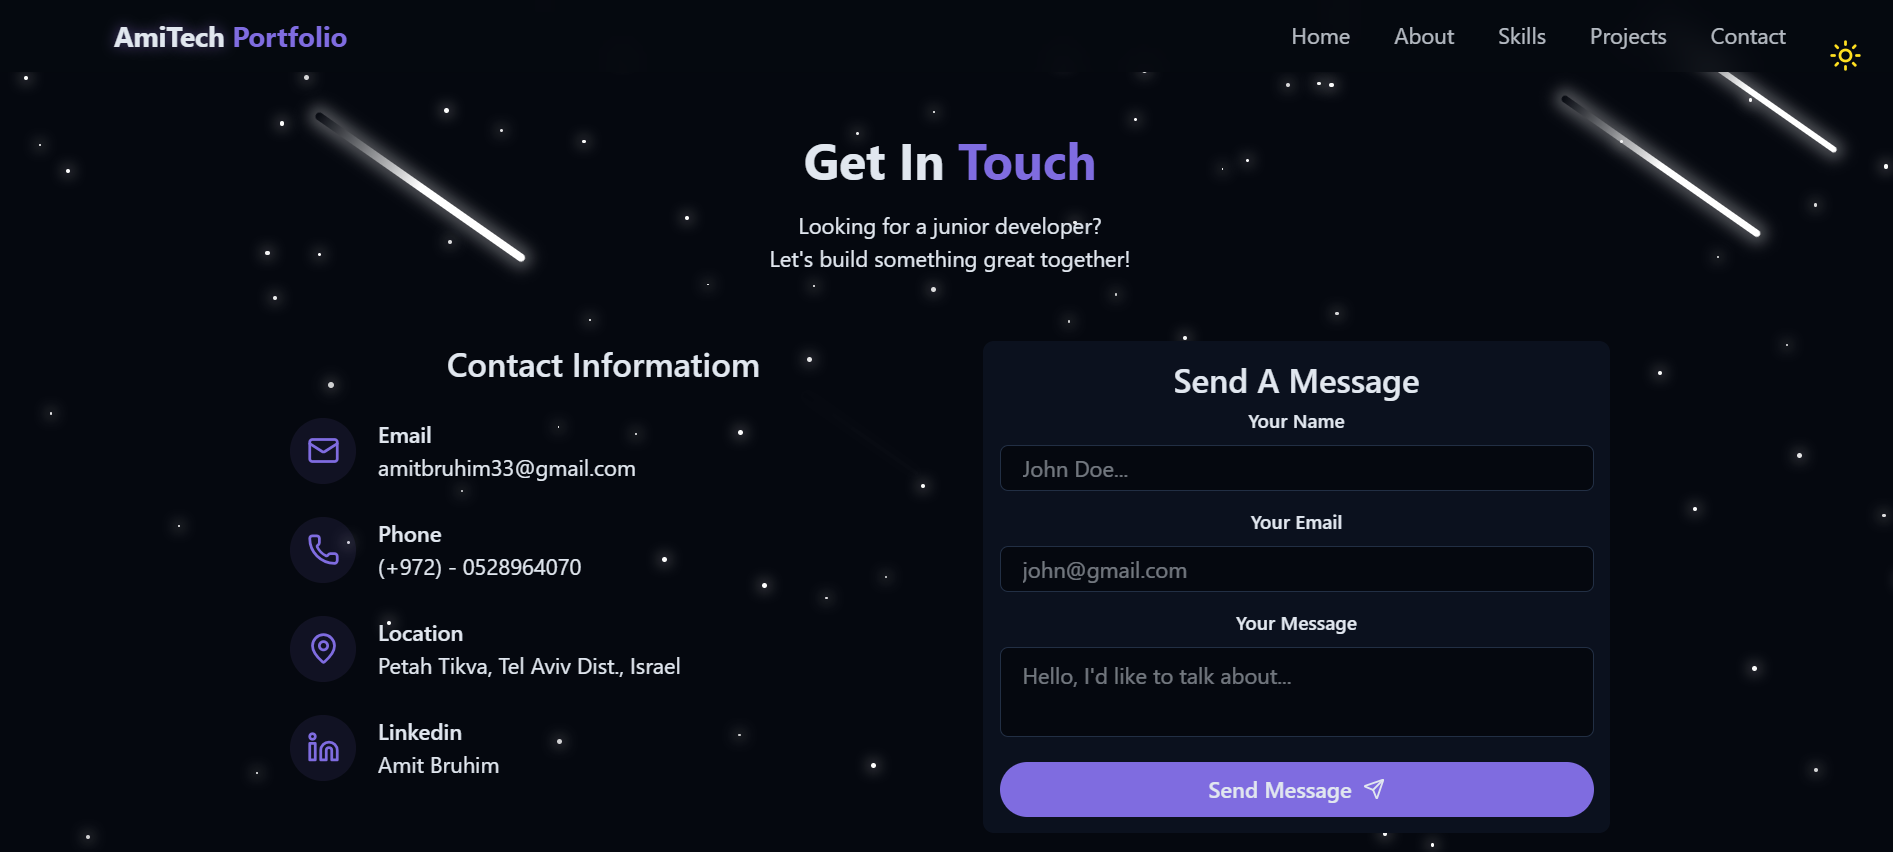 AmiTech Portfolio
Home
About
Skills
Projects
Contact
Get In Touch
Looking for a junior developer?
Let's build something great together!
Contact Informatiom
Email
amitbruhim33@gmail.com
Phone
(+972) - 0528964070
Location
Petah Tikva, Tel Aviv Dist., Israel
Linkedin
Amit Bruhim
Send A Message
Your Name
John Doe...
Your Email
john@gmail.com
Your Message
Hello, I'd like to talk about...
Send Message